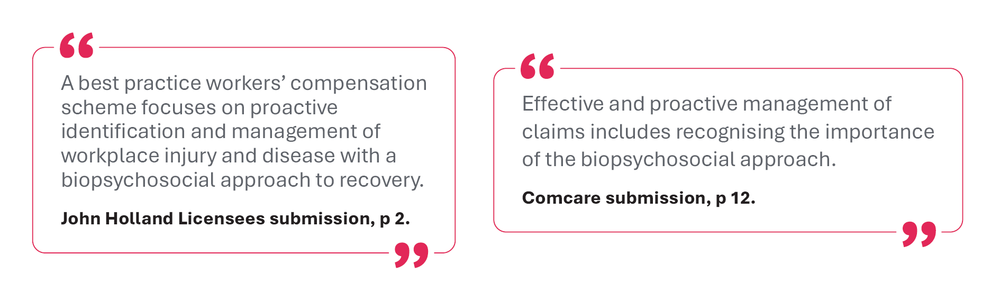 “
A best practice workers’ compensation
scheme focuses on proactive
identification and management of
workplace injury and disease with a
biopsychosocial approach to recovery.
John Holland Licensees submission, p 2.
”
“
Effective and proactive management of
claims includes recognising the importance
of the biopsychosocial approach.
Comcare submission, p 12.
”